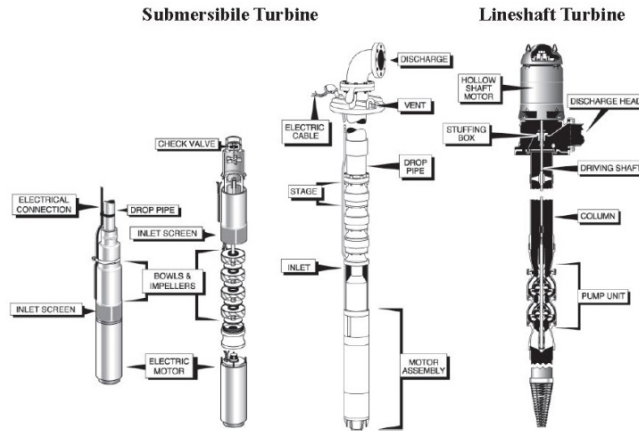 Submersibile Turbine
Lineshaft Turbine
DISCHARGE
HOLLOW
SHAFT
MOTOR
VENT
DISCHARGE HEAD
ELECTRIC
CABLE
STUFFING
BOX
CHECK VALVE
DROP
PIPE
DRIVING SHAFT
STAGE
ELECTRICAL
CONNECTION
DROP PIPE
COLUMN
INLET SCREEN
INLET
BOWLS &
IMPELLERS
PUMP UNIT
INLET SCREEN
ELECTRIC
MOTOR
MOTOR
ASSEMBLY